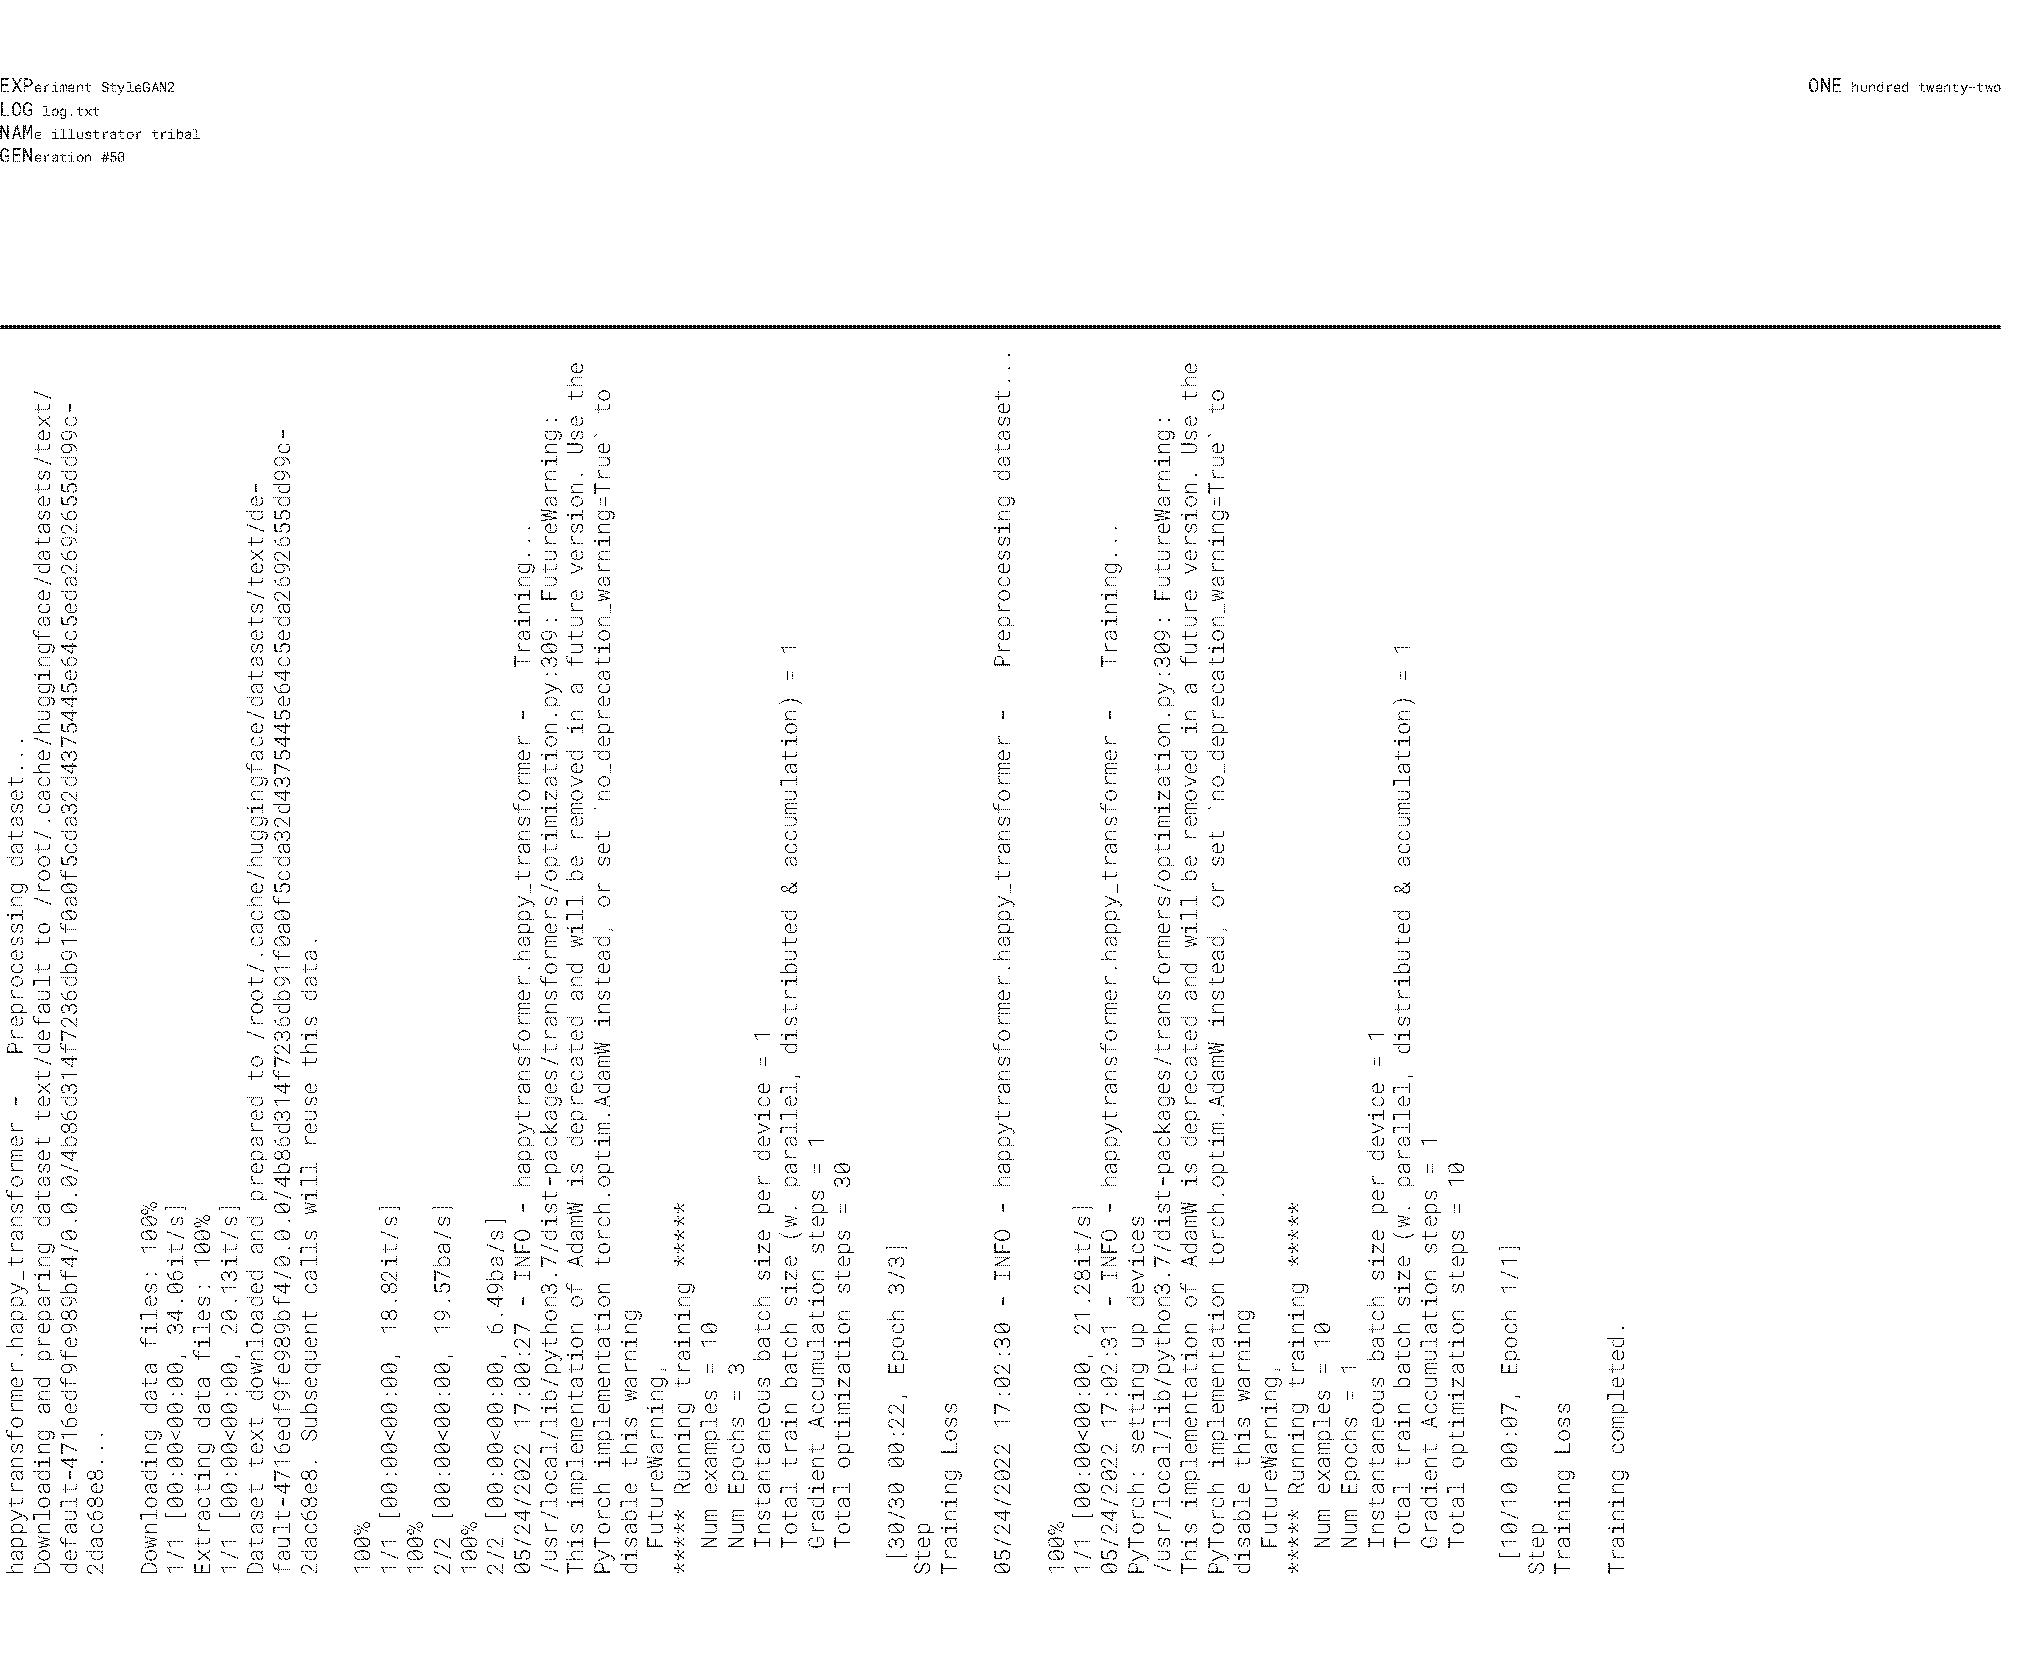 EXPeriment StyleGAN2
LOG log.txt
NAMe illustrator tribal
GENeration #50
ONE hundred twenty-two
happytransformer.happy_transformer -   Preprocessing dataset...
Downloading and preparing dataset text/default to /root/.cache/huggingface/datasets/text/
default-4716edf9fe989bf4/0.0.0/4b86d314f7236db91f0a0f5cda32d4375445e64c5eda2692655dd99c-
2dac68e8...
Downloading data files: 100%
1/1 [00:00<00:00, 34.06it/s]
Extracting data files: 100%
1/1 [00:00<00:00, 20.13it/s]
Dataset text downloaded and prepared to /root/.cache/huggingface/datasets/text/de-
fault-4716edf9fe989bf4/0.0.0/4b86d314f7236db91f0a0f5cda32d4375445e64c5eda2692655dd99c-
2dac68e8. Subsequent calls will reuse this data.
100%
1/1 [00:00<00:00, 18.82it/s]
100%
2/2 [00:00<00:00, 19.57ba/s]
100%
2/2 [00:00<00:00, 6.49ba/s]
05/24/2022 17:00:27 - INFO - happytransformer.happy_transformer -   Training...
/usr/local/lib/python3.7/dist-packages/transformers/optimization.py:309: FutureWarning:
This implementation of AdamW is deprecated and will be removed in a future version. Use the
PyTorch implementation torch.optim.AdamW instead, or set `no_deprecation_warning=True` to
disable this warning
FutureWarning,
***** Running training *****
Num examples = 10
Num Epochs = 3
Instantaneous batch size per device = 1
Total train batch size (w. parallel, distributed & accumulation) = 1
Gradient Accumulation steps = 1
Total optimization steps = 30
[30/30 00:22, Epoch 3/3]
Step
Training Loss
05/24/2022 17:02:30 - INFO - happytransformer.happy_transformer -   Preprocessing dataset...
100%
1/1 [00:00<00:00, 21.28it/s]
05/24/2022 17:02:31 - INFO - happytransformer.happy_transformer -   Training...
PyTorch: setting up devices
/usr/local/lib/python3.7/dist-packages/transformers/optimization.py:309: FutureWarning:
This implementation of AdamW is deprecated and will be removed in a future version. Use the
PyTorch implementation torch.optim.AdamW instead, or set `no_deprecation_warning=True` to
disable this warning
FutureWarning,
***** Running training *****
Num examples = 10
Num Epochs = 1
Instantaneous batch size per device = 1
Total train batch size (w. parallel, distributed & accumulation) = 1
Gradient Accumulation steps = 1
Total optimization steps = 10
[10/10 00:07, Epoch 1/1]
Step
Training Loss
Training completed.